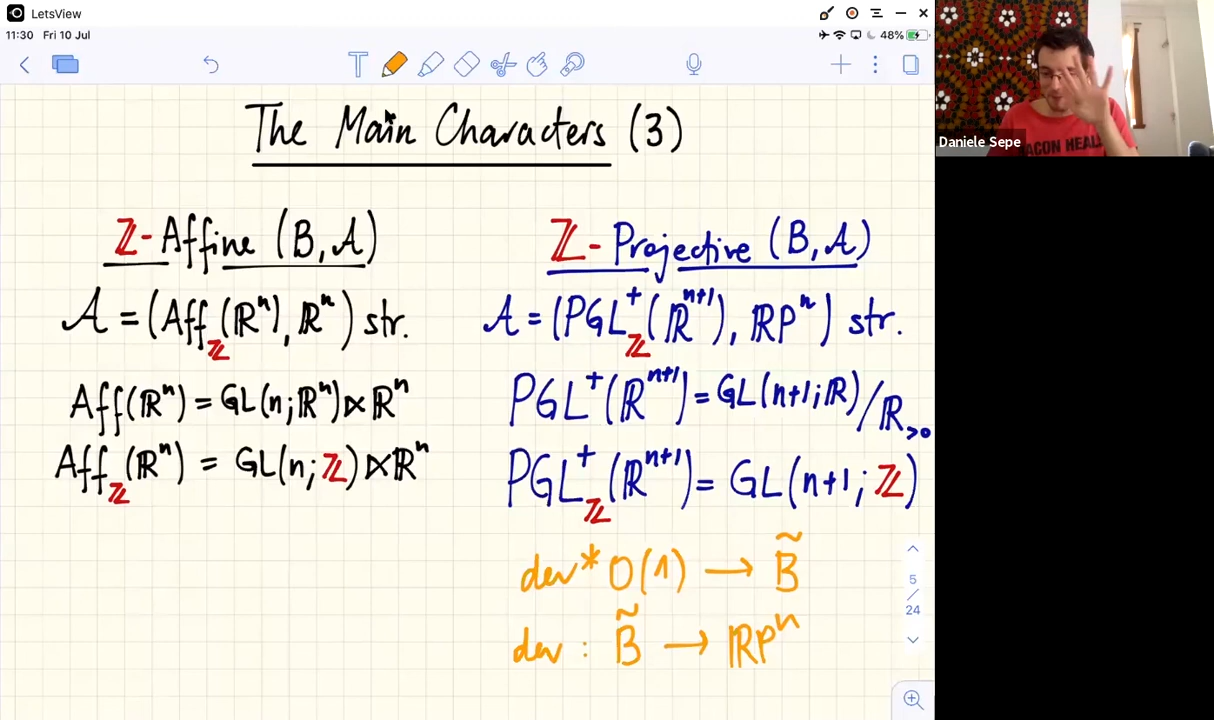 LetsView
11:30 Fri 10 Jul
48%
The Main Characters (3)
ℤ-Affine (B, 𝒜)
𝒜 = (Aff_ℤ(ℝⁿ), ℝⁿ) str.
Aff(ℝⁿ) = GL(n;ℝⁿ)⋉ℝⁿ
Aff_ℤ(ℝⁿ) = GL(n;ℤ)⋉ℝⁿ
ℤ-Projective (B, 𝒜)
𝒜 = (PGL⁺_ℤ(ℝⁿ⁺¹), ℝPⁿ) str.
PGL⁺(ℝⁿ⁺¹) = GL(n+1;ℝ)/ℝ_>0
PGL⁺_ℤ(ℝⁿ⁺¹) = GL(n+1;ℤ)
dev* O(1) → B̃
dev : B̃ → ℝPⁿ
5
/
24
Daniele Sepe
ACON HEAL